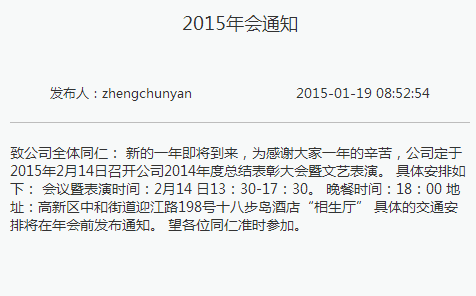 2015年会通知
发布人：zhengchunyan 2015-01-19 08:52:54
致公司全体同仁： 新的一年即将到来，为感谢大家一年的辛苦，公司定于
2015年2月14日召开公司2014年度总结表彰大会暨文艺表演。 具体安排如
下： 会议暨表演时间：2月14 日13：30-17：30。 晚餐时间：18：00 地
址：高新区中和街道迎江路198号十八步岛酒店“相生厅” 具体的交通安
排将在年会前发布通知。 望各位同仁准时参加。